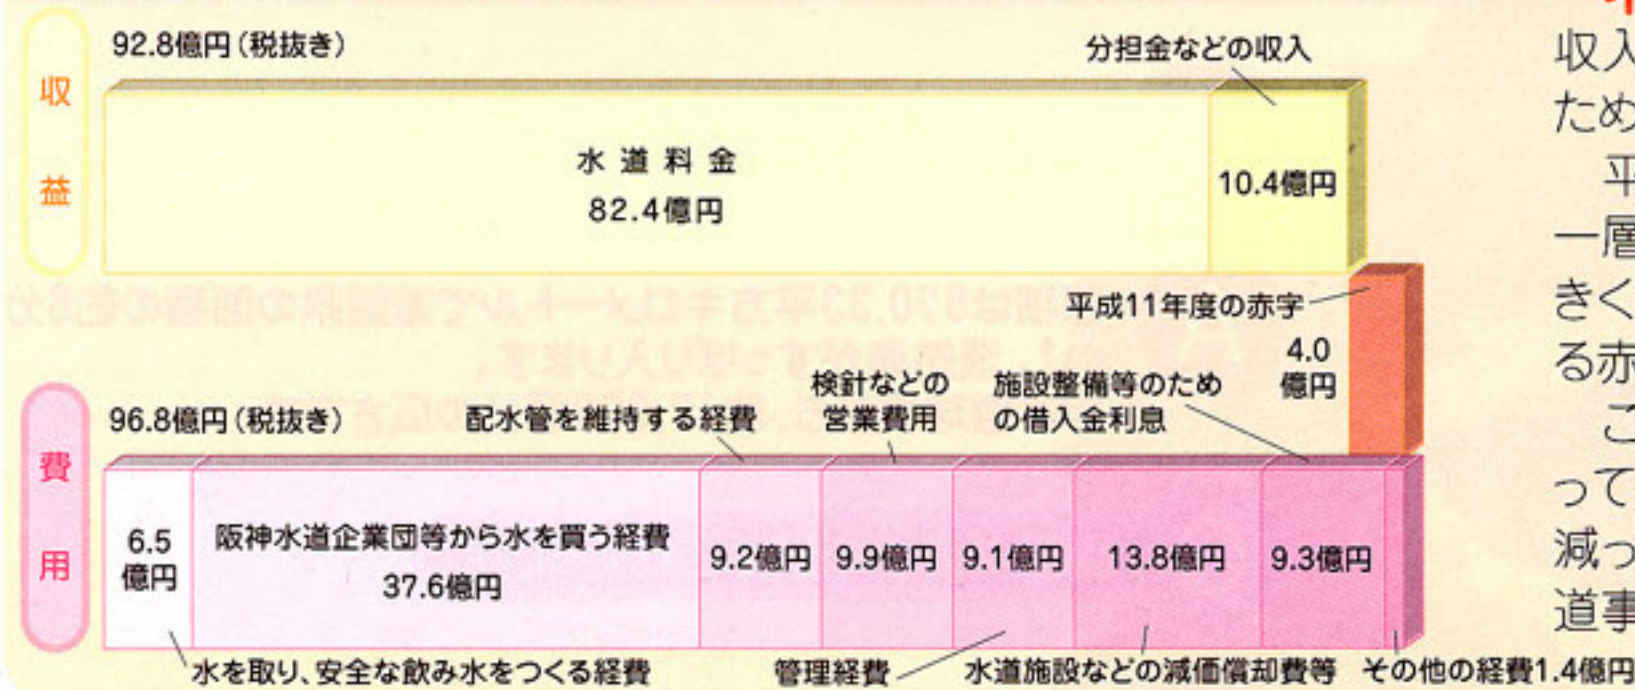 収益
92.8億円（税抜き）
分担金などの収入
水道料金
82.4億円
10.4億円
平成11年度の赤字
4.0
億円
費用
96.8億円（税抜き）
配水管を維持する経費
検針などの
営業費用
施設整備等のため
の借入金利息
6.5
億円
阪神水道企業団等から水を買う経費
37.6億円
9.2億円
9.9億円
9.1億円
13.8億円
9.3億円
水を取り、安全な飲み水をつくる経費
管理経費
水道施設などの減価償却費等
その他の経費1.4億円
収入
ため
平
一層
きく
る赤
こ
って
減っ
道事